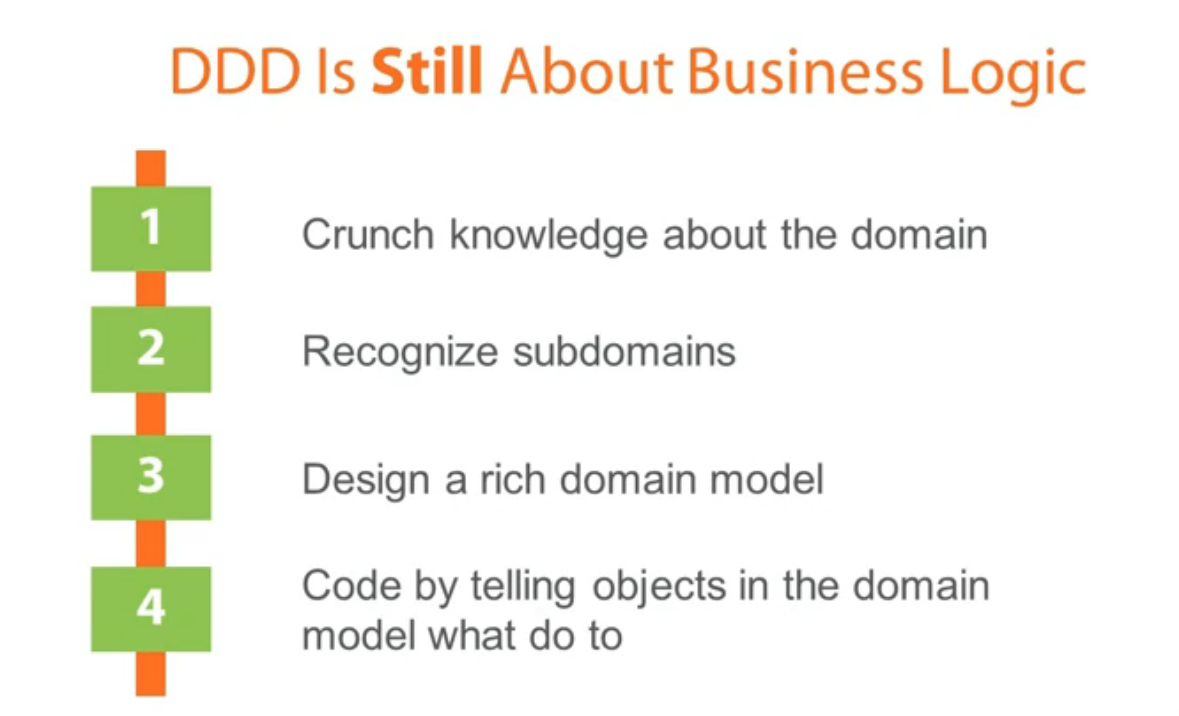 DDD Is Still About Business Logic
1
Crunch knowledge about the domain
2
Recognize subdomains
3
Design a rich domain model
4
Code by telling objects in the domain
model what do to